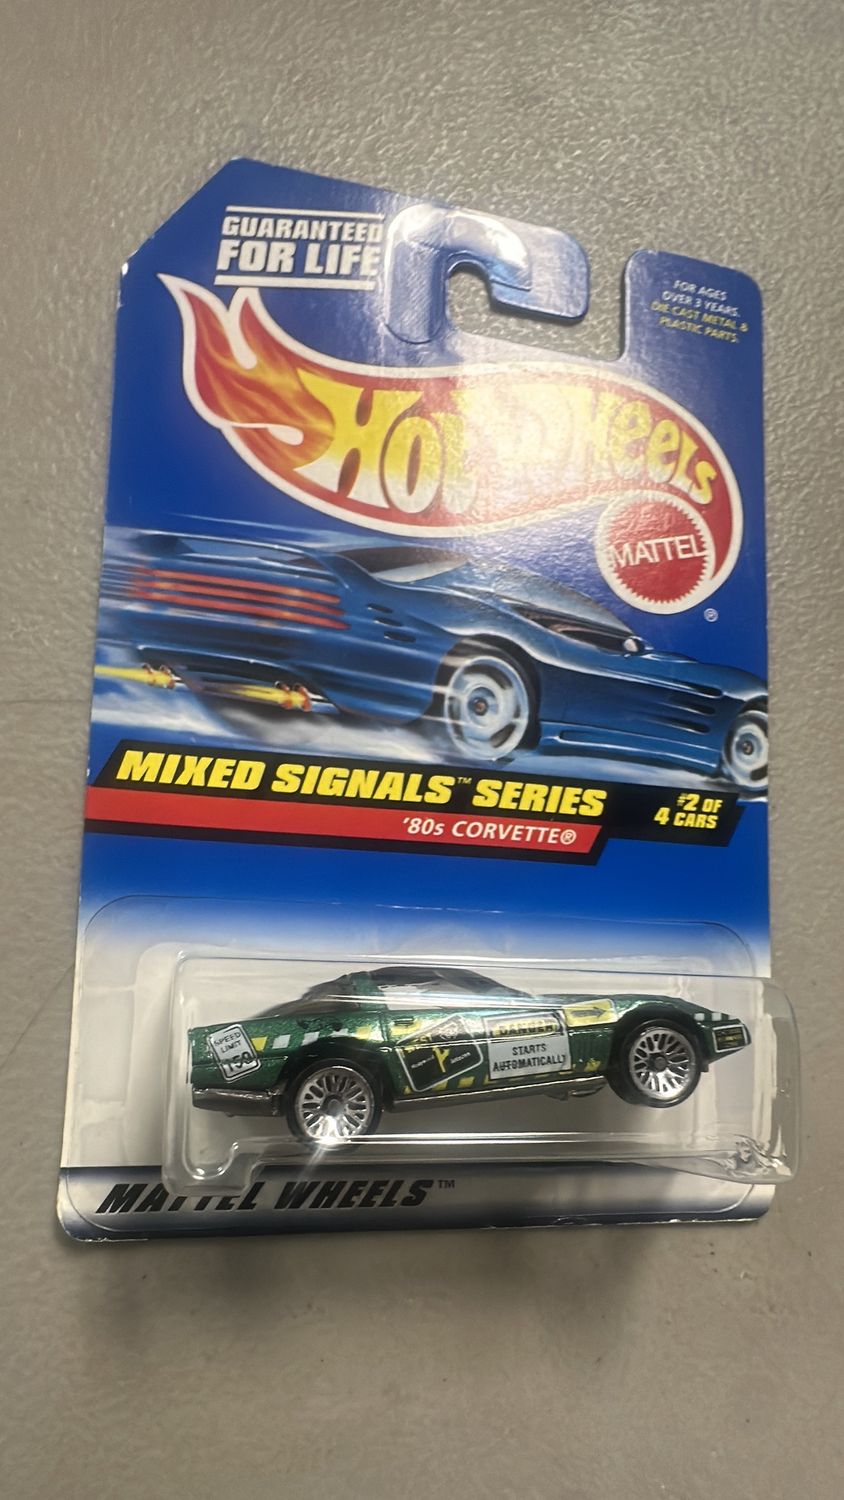 GUARANTEED
FOR LIFE
FOR AGES
OVER 3 YEARS.
DIE CAST METAL &
PLASTIC PARTS.
HOT WHEELS
MATTEL
®
MIXED SIGNALS™ SERIES
#2 OF
4 CARS
'80s CORVETTE®
SPEED
LIMIT
160
DANGER
STARTS
AUTOMATICALLY
MATTEL WHEELS™